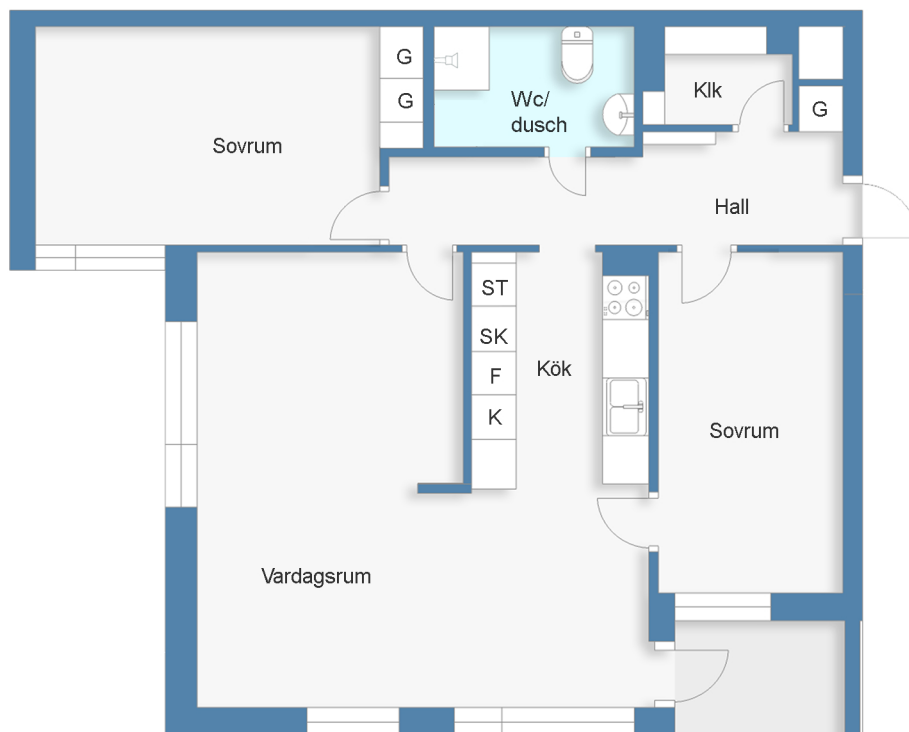 G
G
Sovrum
Wc/
dusch
Klk
G
Hall
ST
SK
F
K
Kök
Sovrum
Vardagsrum